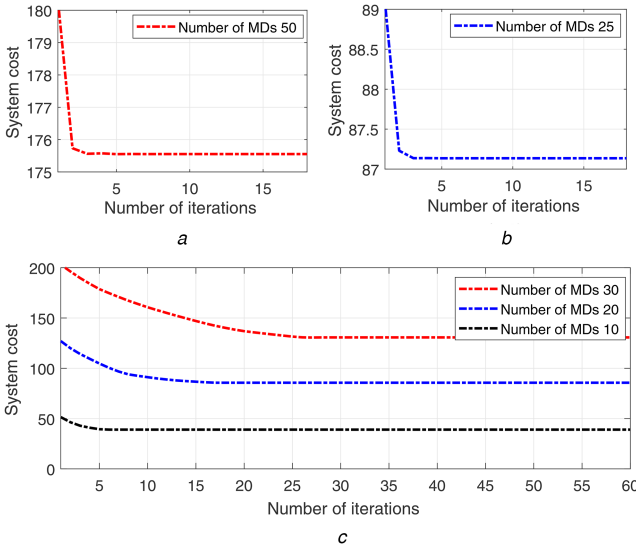 180
179
178
177
176
175
System cost
Number of MDs 50
5
10
15
Number of iterations
a
89
88.5
88
87.5
87
System cost
Number of MDs 25
5
10
15
Number of iterations
b
200
150
100
50
0
System cost
Number of MDs 30
Number of MDs 20
Number of MDs 10
5
10
15
20
25
30
35
40
45
50
55
60
Number of iterations
c